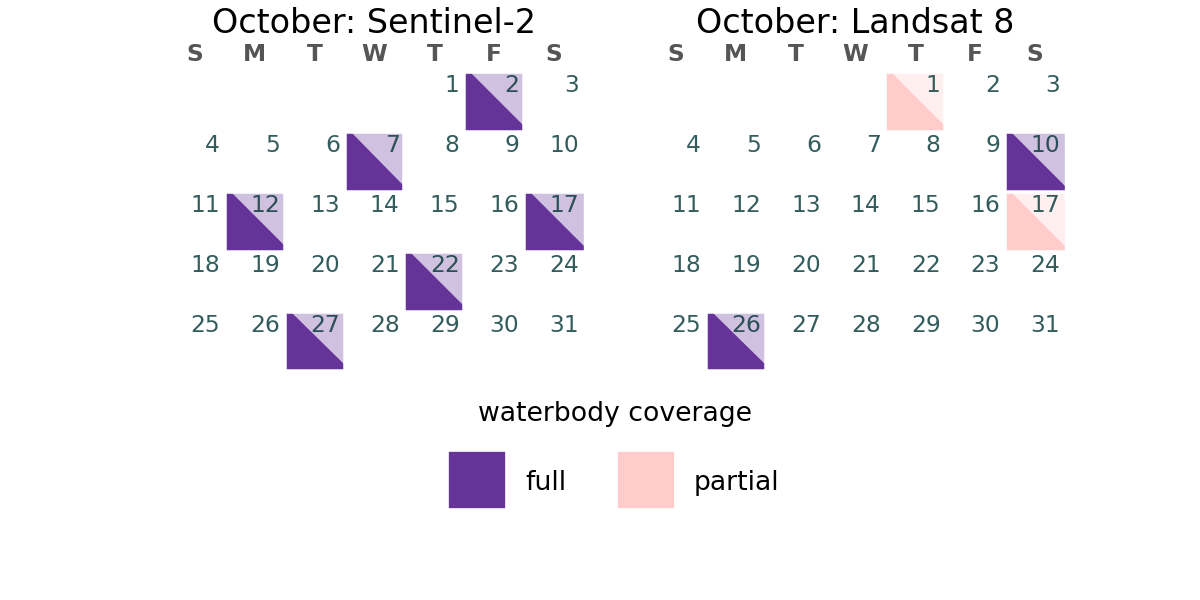 October: Sentinel-2
S M T W T F S
1 2 3
4 5 6 7 8 9 10
11 12 13 14 15 16 17
18 19 20 21 22 23 24
25 26 27 28 29 30 31
October: Landsat 8
S M T W T F S
1 2 3
4 5 6 7 8 9 10
11 12 13 14 15 16 17
18 19 20 21 22 23 24
25 26 27 28 29 30 31
waterbody coverage
full
partial